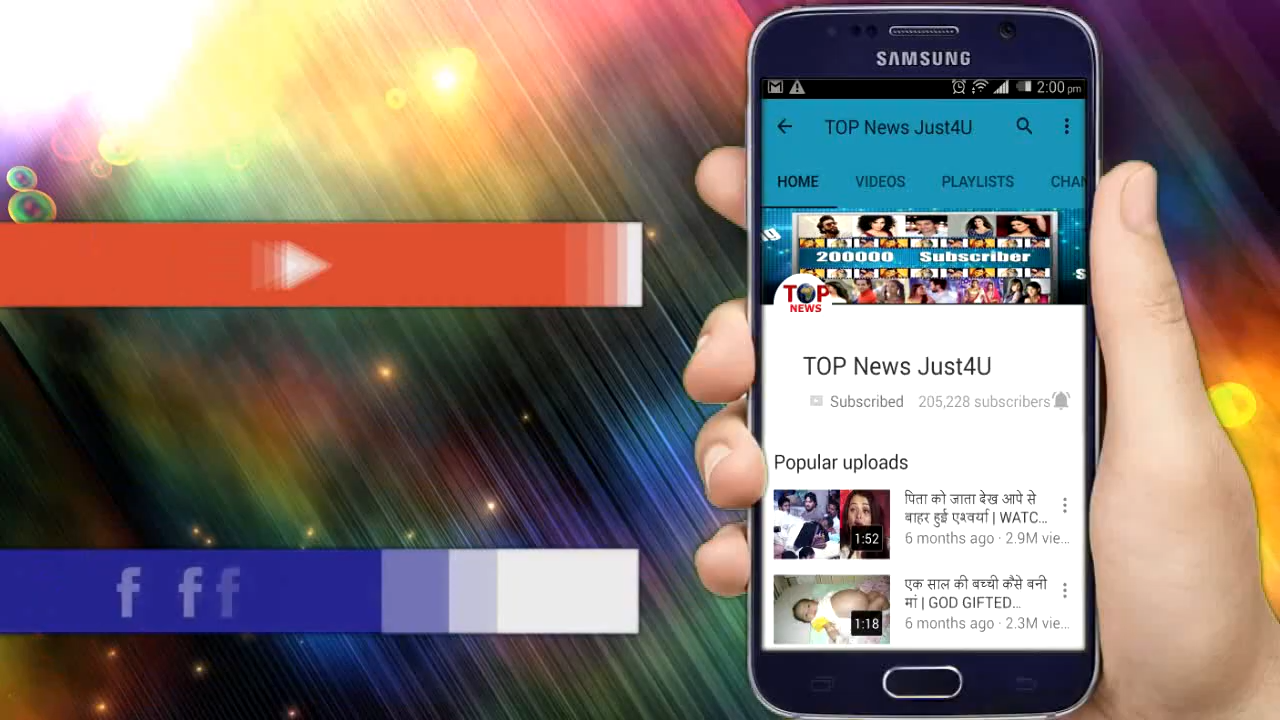 SAMSUNG
2:00 pm
TOP News Just4U
HOME VIDEOS PLAYLISTS CHAN
200000 Subscriber
TOP
NEWS
TOP News Just4U
Subscribed 205,228 subscribers
Popular uploads
पिता को जाता देख आपे से
बाहर हुई एश्वर्या | WATC...
6 months ago · 2.9M vie...
1:52
एक साल की बच्ची कैसे बनी
मां | GOD GIFTED...
6 months ago · 2.3M vie...
1:18
f f f